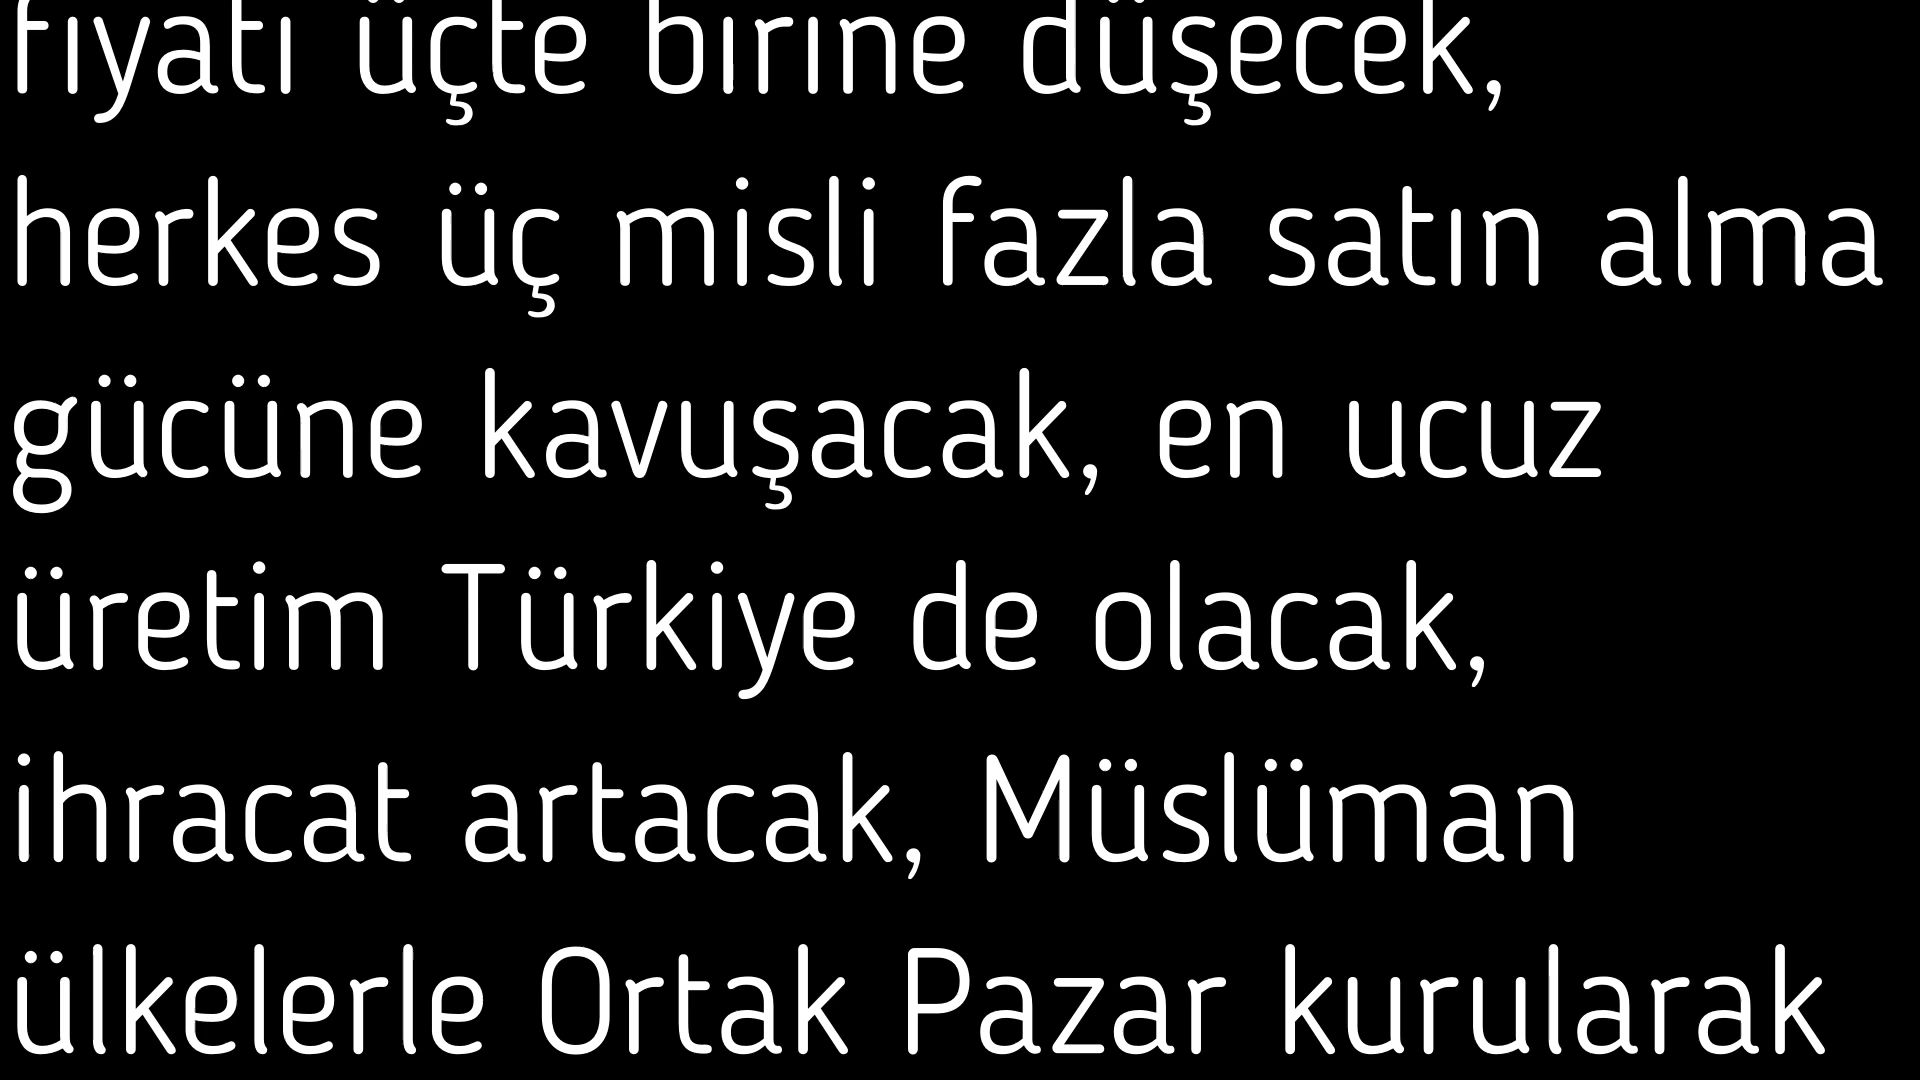 fiyatı üçte birine düşecek,
herkes üç misli fazla satın alma
gücüne kavuşacak, en ucuz
üretim Türkiye de olacak,
ihracat artacak, Müslüman
ülkelerle Ortak Pazar kurularak